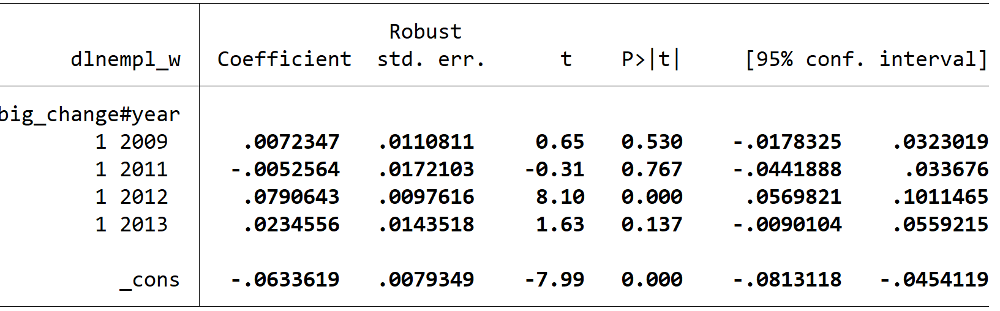 Robust
dlnempl_w Coefficient std. err. t P>|t| [95% conf. interval]
big_change#year
1 2009 .0072347 .0110811 0.65 0.530 -.0178325 .0323019
1 2011 -.0052564 .0172103 -0.31 0.767 -.0441888 .033676
1 2012 .0790643 .0097616 8.10 0.000 .0569821 .1011465
1 2013 .0234556 .0143518 1.63 0.137 -.0090104 .0559215
_cons -.0633619 .0079349 -7.99 0.000 -.0813118 -.0454119